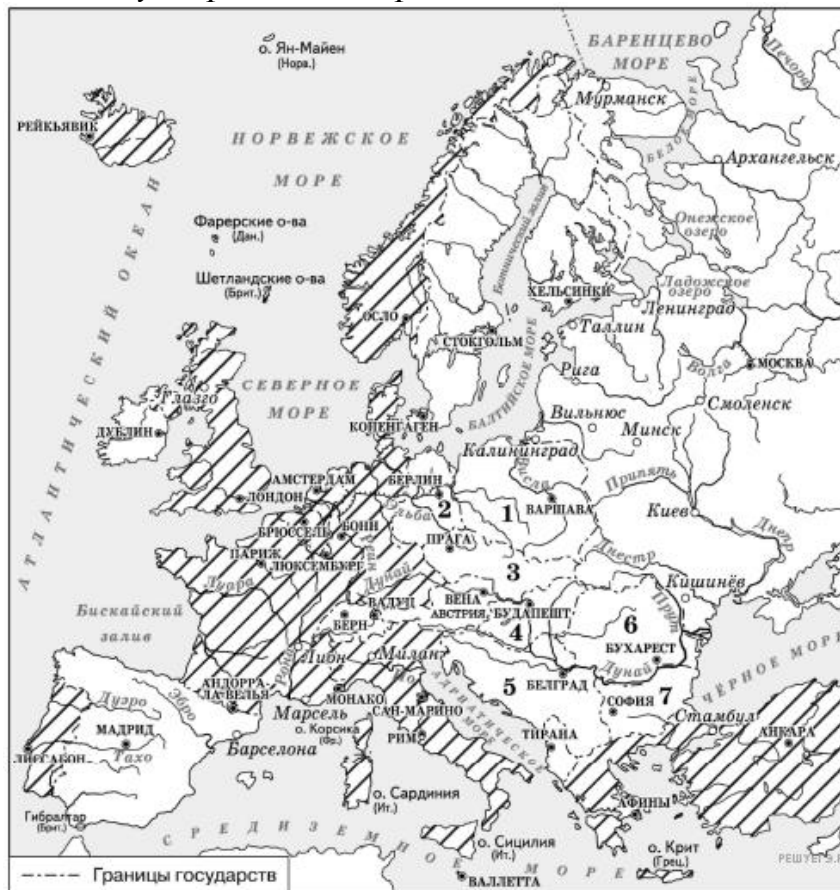 о. Ян-Майен
(Норв.)
БАРЕНЦЕВО
МОРЕ
Печора
Мурманск
РЕЙКЬЯВИК
НОРВЕЖСКОЕ
МОРЕ
БЕЛОЕ МОРЕ
Архангельск
АТЛАНТИЧЕСКИЙ ОКЕАН
Фарерские о-ва
(Дан.)
Ботнический залив
Онежское
озеро
Шетландские о-ва
(Брит.)
ХЕЛЬСИНКИ
Ладожское
озеро
ОСЛО
Ленинград
СТОКГОЛЬМ
Таллин
СЕВЕРНОЕ
МОРЕ
Глазго
БАЛТИЙСКОЕ МОРЕ
Рига
Волга
МОСКВА
Смоленск
ДУБЛИН
КОПЕНГАГЕН
Вильнюс
Калининград
Минск
АМСТЕРДАМ
БЕРЛИН
Висла
Припять
ЛОНДОН
Эльба
2
1
ВАРШАВА
Киев
Днепр
БРЮССЕЛЬ
БОНН
ПРАГА
ПАРИЖ
ЛЮКСЕМБУРГ
Рейн
3
Днестр
Луара
Дунай
Кишинёв
Бискайский
залив
ВАДУЦ
ВЕНА
АВСТРИЯ
БУДАПЕШТ
Прут
БЕРН
4
6
Лион
Милан
БУХАРЕСТ
Рона
По
Дунай
АНДОРРА-
ЛА-ВЕЛЬЯ
МОНАКО
САН-МАРИНО
АДРИАТИЧЕСКОЕ
МОРЕ
5
БЕЛГРАД
7
ЧЁРНОЕ МОРЕ
Дуэро
Эбро
Марсель
СОФИЯ
Стамбул
МАДРИД
о. Корсика
(Фр.)
РИМ
ТИРАНА
АНКАРА
ЛИССАБОН
Тахо
Барселона
Гибралтар
(Брит.)
о. Сардиния
(Ит.)
АФИНЫ
СРЕДИЗЕМНОЕ МОРЕ
о. Сицилия
(Ит.)
о. Крит
(Грец.)
ВАЛЛЕТТА
Границы государств